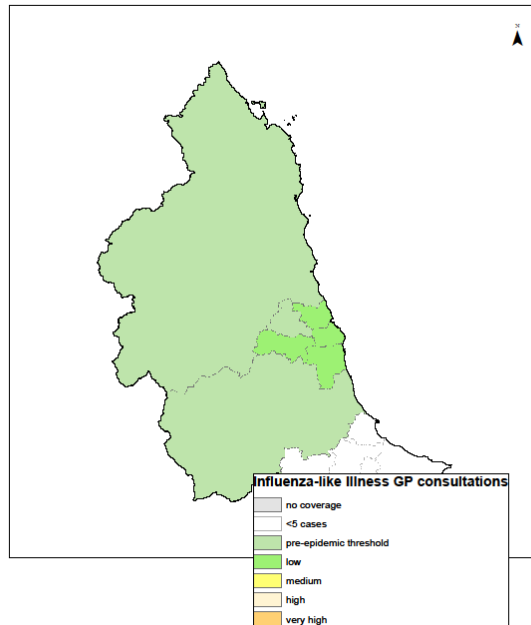 Influenza-like Illness GP consultations
no coverage
<5 cases
pre-epidemic threshold
low
medium
high
very high